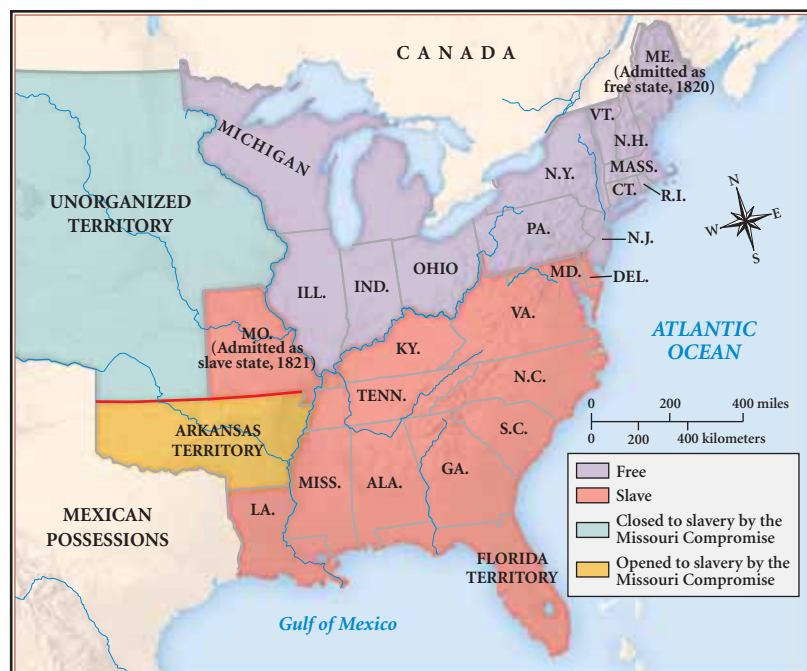 CANADA
ME.
(Admitted as
free state, 1820)
VT.
N.H.
MICHIGAN
N.Y.
MASS.
CT.
R.I.
N
W
E
S
UNORGANIZED
TERRITORY
PA.
N.J.
OHIO
IND.
ILL.
MD.
DEL.
MO.
(Admitted as
slave state, 1821)
VA.
KY.
ATLANTIC
OCEAN
N.C.
TENN.
0 200 400 miles
0 200 400 kilometers
ARKANSAS
TERRITORY
S.C.
MISS.
ALA.
GA.
LA.
MEXICAN
POSSESSIONS
FLORIDA
TERRITORY
Gulf of Mexico
Free
Slave
Closed to slavery by the
Missouri Compromise
Opened to slavery by the
Missouri Compromise